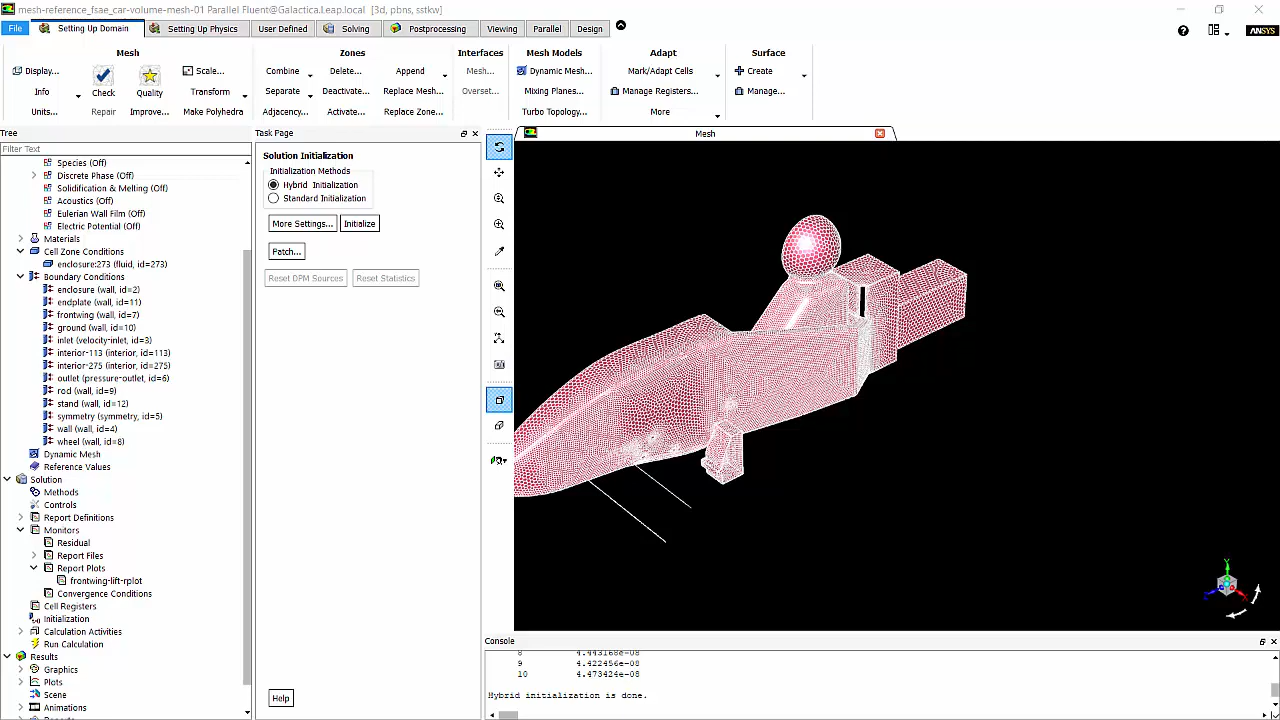 mesh-reference_fsae_car-volume-mesh-01 Parallel Fluent@Galactica.Leap.local [3d, pbns, sstkw]
File Setting Up Domain Setting Up Physics User Defined Solving Postprocessing Viewing Parallel Design
ANSYS
Mesh Zones Interfaces Mesh Models Adapt Surface
Display... Scale... Combine Delete... Append Mesh... Dynamic Mesh... Mark/Adapt Cells Create
Info Check Quality Transform Separate Deactivate... Replace Mesh... Overset... Mixing Planes... Manage Registers... Manage...
Units... Repair Improve... Make Polyhedra Adjacency... Activate... Replace Zone... Turbo Topology... More
Tree
Filter Text
Species (Off)
Discrete Phase (Off)
Solidification & Melting (Off)
Acoustics (Off)
Eulerian Wall Film (Off)
Electric Potential (Off)
Materials
Cell Zone Conditions
enclosure:273 (fluid, id=273)
Boundary Conditions
enclosure (wall, id=2)
endplate (wall, id=11)
frontwing (wall, id=7)
ground (wall, id=10)
inlet (velocity-inlet, id=3)
interior-113 (interior, id=113)
interior-275 (interior, id=275)
outlet (pressure-outlet, id=6)
rod (wall, id=9)
stand (wall, id=12)
symmetry (symmetry, id=5)
wall (wall, id=4)
wheel (wall, id=8)
Dynamic Mesh
Reference Values
Solution
Methods
Controls
Report Definitions
Monitors
Residual
Report Files
Report Plots
frontwing-lift-rplot
Convergence Conditions
Cell Registers
Initialization
Calculation Activities
Run Calculation
Results
Graphics
Plots
Scene
Animations
Task Page
Solution Initialization
Initialization Methods
Hybrid Initialization
Standard Initialization
More Settings... Initialize
Patch...
Reset DPM Sources Reset Statistics
Help
Mesh
Y
Console
8 4.443168e-08
9 4.422456e-08
10 4.473424e-08
Hybrid initialization is done.